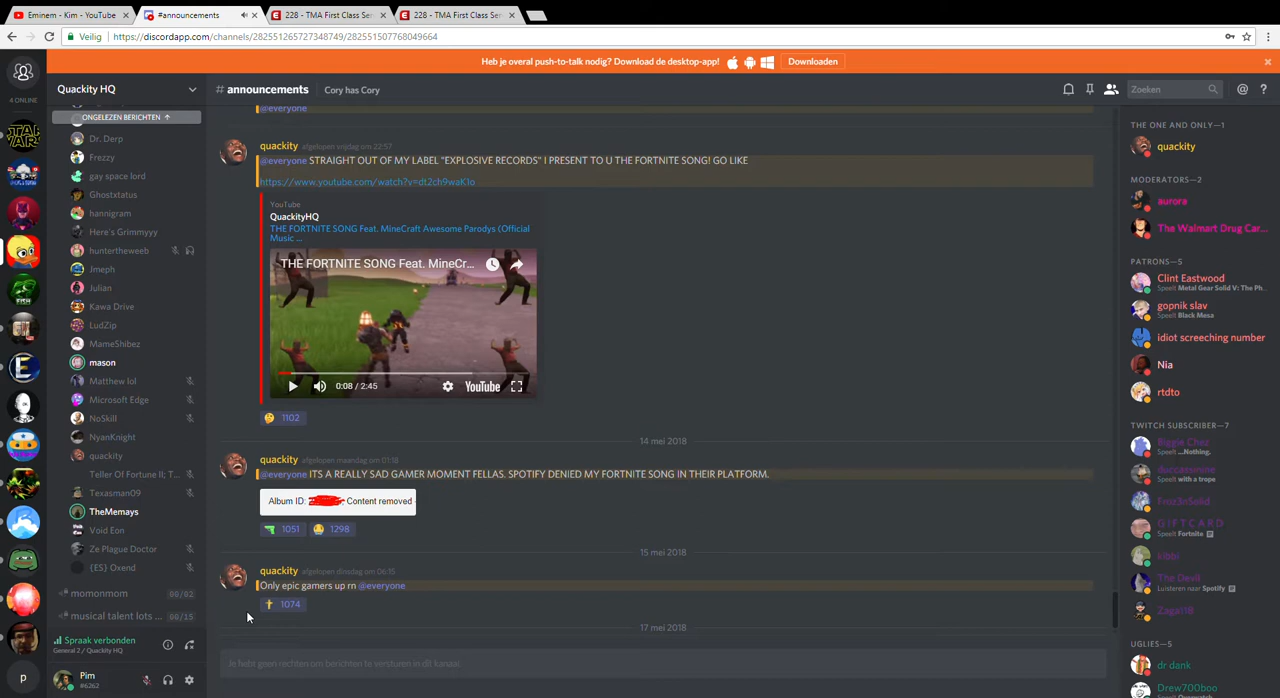 Eminem - Kim - YouTube
#announcements
228 - TMA First Class Ser
228 - TMA First Class Ser
Veilig
https://discordapp.com/channels/282551265727348749/282551507768049664
Heb je overal push-to-talk nodig? Download de desktop-app!
Downloaden
4 ONLINE
Quackity HQ
# announcements
Cory has Cory
Zoeken
ONGELEZEN BERICHTEN
Dr. Derp
Frezzy
gay space lord
Ghostxtatus
hannigram
Here's Grimmyyy
huntertheweeb
Jmeph
Julian
Kawa Drive
LudZip
MameShibez
mason
Matthew lol
Microsoft Edge
NoSkill
NyanKnight
quackity
Teller Of Fortune II; T...
Texasman09
TheMemays
Void Eon
Ze Plague Doctor
{ES} Oxend
momonmom 00/02
musical talent lots ... 00/15
Spraak verbonden
General 2 / Quackity HQ
Pim
#6262
p
@everyone
quackity afgelopen vrijdag om 22:57
@everyone STRAIGHT OUT OF MY LABEL "EXPLOSIVE RECORDS" I PRESENT TO U THE FORTNITE SONG! GO LIKE
https://www.youtube.com/watch?v=dt2ch9waK1o
YouTube
QuackityHQ
THE FORTNITE SONG Feat. MineCraft Awesome Parodys (Official
Music ...
THE FORTNITE SONG Feat. MineCr...
0:08 / 2:45
YouTube
1102
14 mei 2018
quackity afgelopen maandag om 01:18
@everyone ITS A REALLY SAD GAMER MOMENT FELLAS. SPOTIFY DENIED MY FORTNITE SONG IN THEIR PLATFORM.
Album ID: Content removed
1051 1298
15 mei 2018
quackity afgelopen dinsdag om 06:15
Only epic gamers up rn @everyone
1074
17 mei 2018
Je hebt geen rechten om berichten te versturen in dit kanaal.
THE ONE AND ONLY—1
quackity
MODERATORS—2
aurora
The Walmart Drug Car...
PATRONS—5
Clint Eastwood
Speelt Metal Gear Solid V: The Ph...
gopnik slav
Speelt Black Mesa
idiot screeching number
Nia
rtdto
TWITCH SUBSCRIBER—7
Riggie Chez
...Nothing.
with a trope
Froz3nSolid
GIFTCARD
Speelt Fortnite
klobi
The Devil
Luisteren naar Spotify
Zagal18
UGLIES—5
dr dank
Drew700boo
Speelt Overwatch